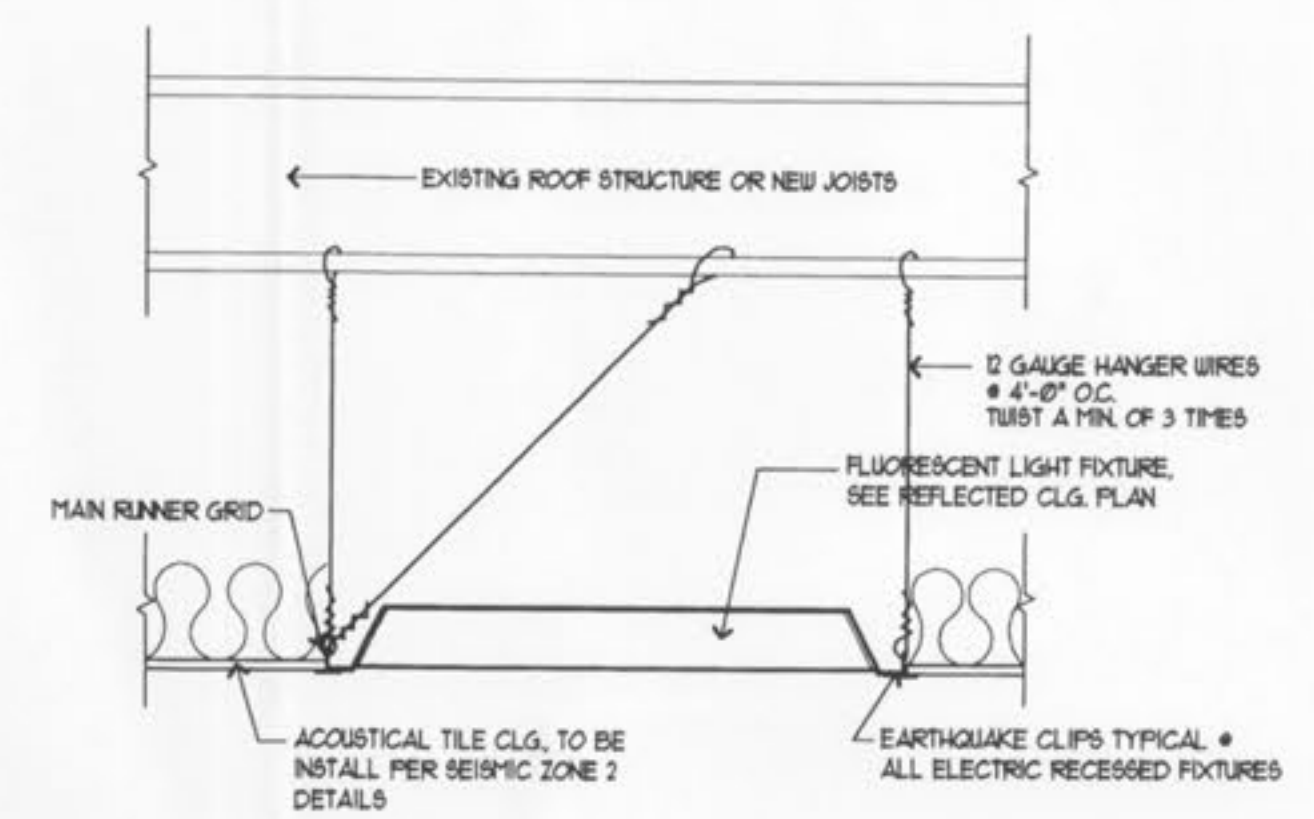 EXISTING ROOF STRUCTURE OR NEW JOISTS
12 GAUGE HANGER WIRES
@ 4'-0" O.C.
TWIST A MIN. OF 3 TIMES
FLUORESCENT LIGHT FIXTURE,
SEE REFLECTED CLG. PLAN
MAIN RUNNER GRID
ACOUSTICAL TILE CLG., TO BE
INSTALL PER SEISMIC ZONE 2
DETAILS
EARTHQUAKE CLIPS TYPICAL @
ALL ELECTRIC RECESSED FIXTURES